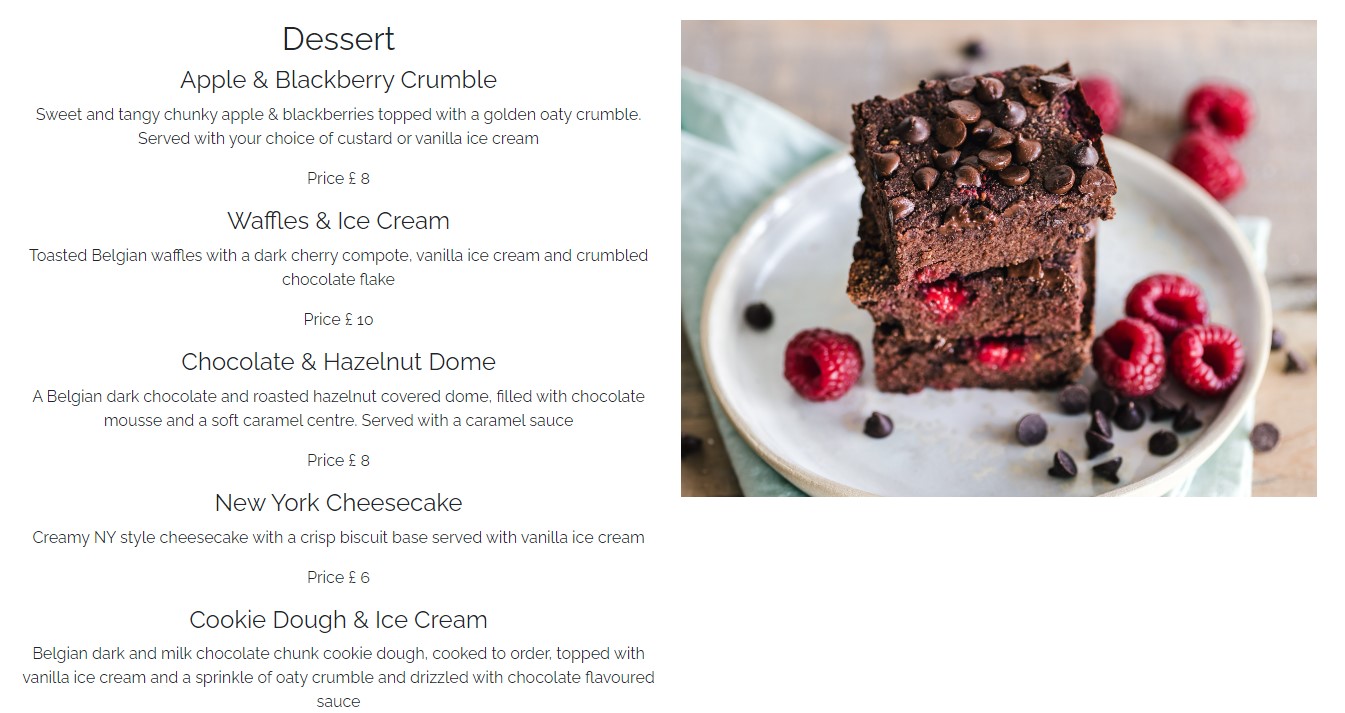 Dessert
Apple & Blackberry Crumble
Sweet and tangy chunky apple & blackberries topped with a golden oaty crumble.
Served with your choice of custard or vanilla ice cream
Price £ 8
Waffles & Ice Cream
Toasted Belgian waffles with a dark cherry compote, vanilla ice cream and crumbled
chocolate flake
Price £ 10
Chocolate & Hazelnut Dome
A Belgian dark chocolate and roasted hazelnut covered dome, filled with chocolate
mousse and a soft caramel centre. Served with a caramel sauce
Price £ 8
New York Cheesecake
Creamy NY style cheesecake with a crisp biscuit base served with vanilla ice cream
Price £ 6
Cookie Dough & Ice Cream
Belgian dark and milk chocolate chunk cookie dough, cooked to order, topped with
vanilla ice cream and a sprinkle of oaty crumble and drizzled with chocolate flavoured
sauce